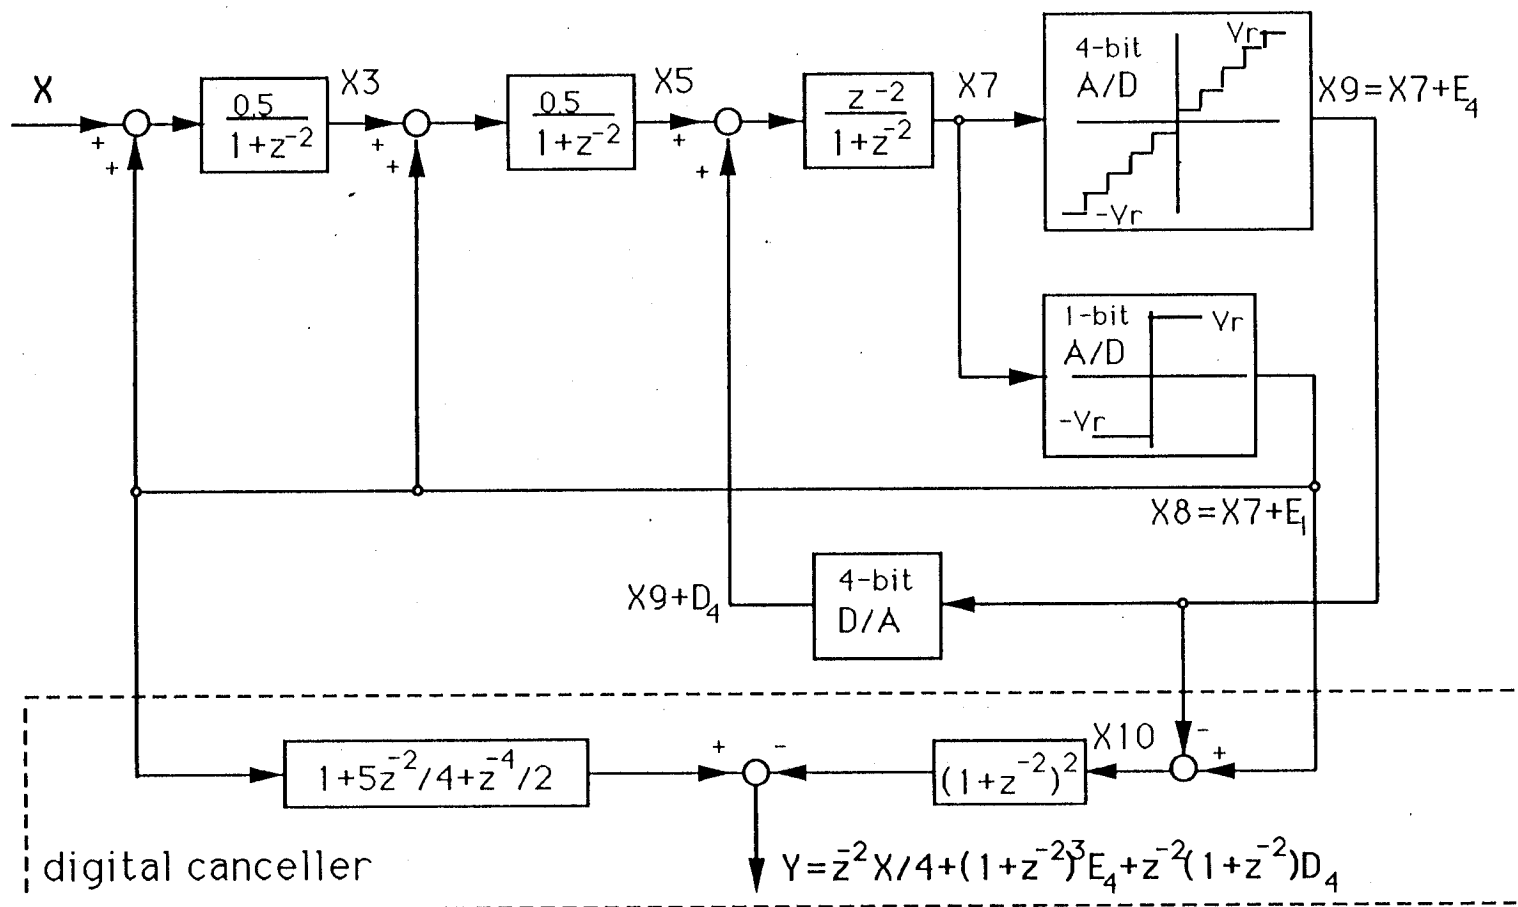 X
+
+
0.5
1+z⁻²
X3
+
+
0.5
1+z⁻²
X5
+
+
z⁻²
1+z⁻²
X7
4-bit
A/D
Vr
-Vr
X9=X7+E₄
1-bit
A/D
Vr
-Vr
X8=X7+E₁
X9+D₄
4-bit
D/A
1+5z⁻²/4+z⁻⁴/2
+
-
(1+z⁻²)²
X10
-
+
digital canceller
Y=z⁻²X/4+(1+z⁻²)³E₄+z⁻²(1+z⁻²)D₄